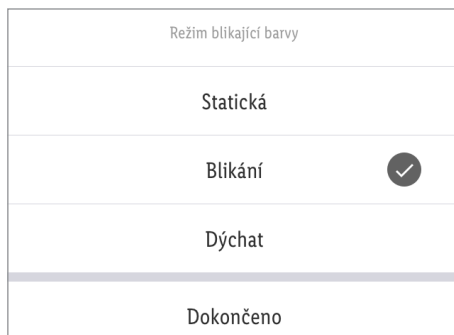 Režim blikající barvy
Statická
Blikání
Dýchat
Dokončeno